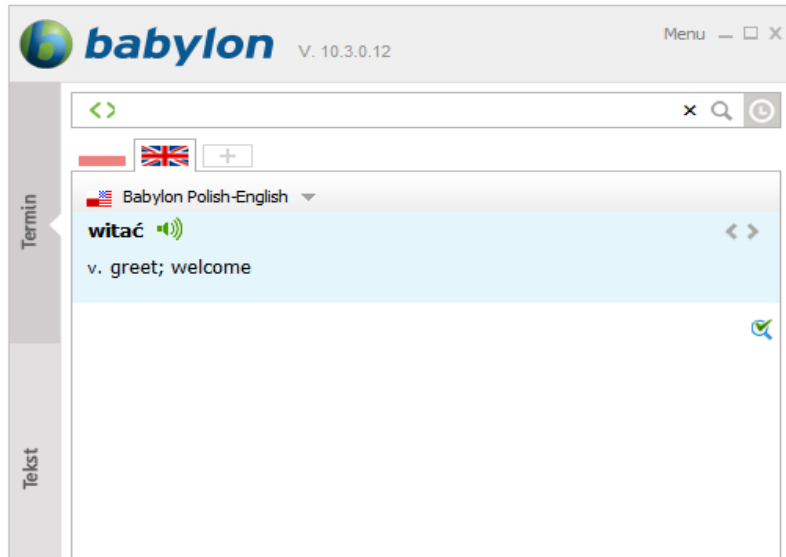 babylon V. 10.3.0.12
Menu
Babylon Polish-English
Termin
witać
v. greet; welcome
Tekst